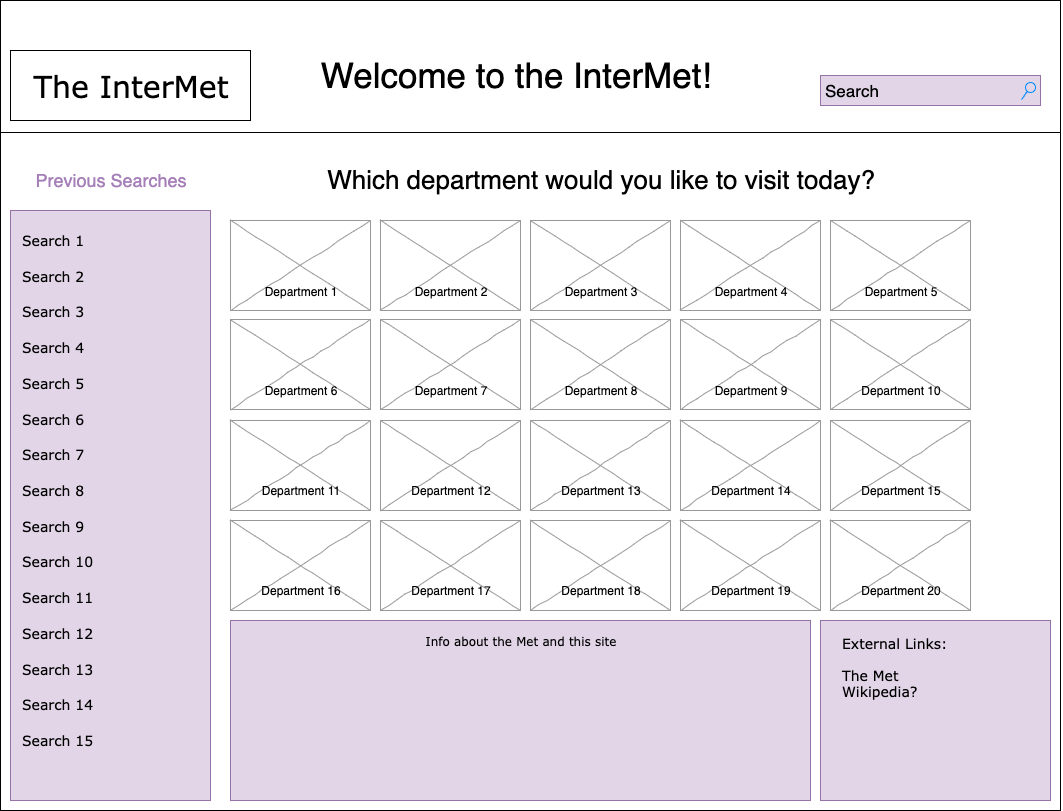 The InterMet
Welcome to the InterMet!
Search
Previous Searches
Search 1
Search 2
Search 3
Search 4
Search 5
Search 6
Search 7
Search 8
Search 9
Search 10
Search 11
Search 12
Search 13
Search 14
Search 15
Which department would you like to visit today?
Department 1
Department 2
Department 3
Department 4
Department 5
Department 6
Department 7
Department 8
Department 9
Department 10
Department 11
Department 12
Department 13
Department 14
Department 15
Department 16
Department 17
Department 18
Department 19
Department 20
Info about the Met and this site
External Links:
The Met
Wikipedia?